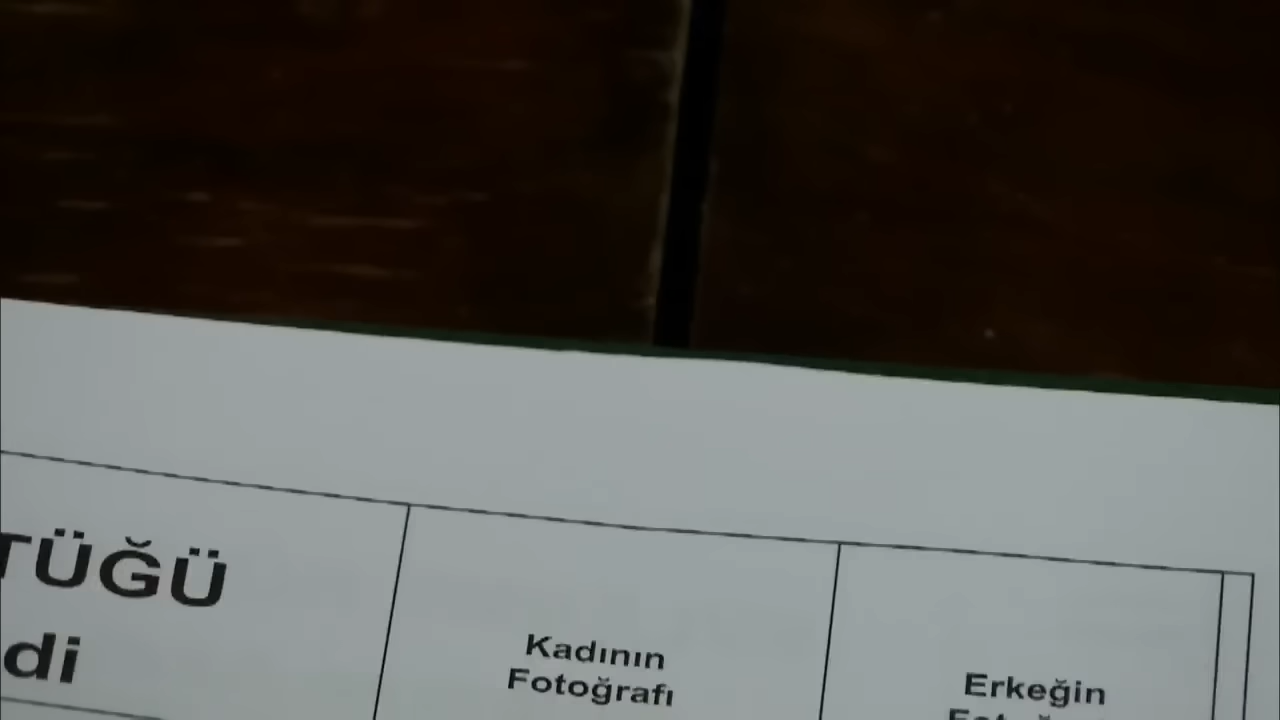 TÜĞÜ
di
Kadının
Fotoğrafı
Erkeğin